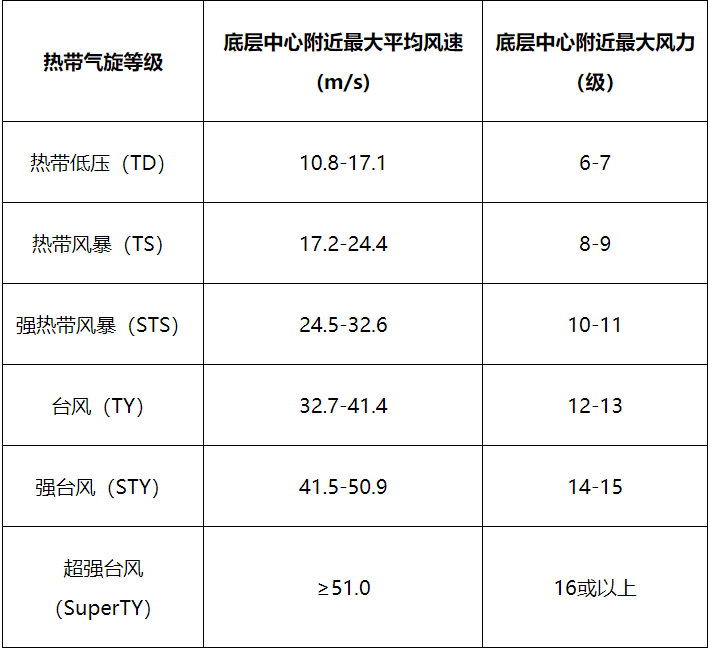 热带气旋等级
底层中心附近最大平均风速
(m/s)
底层中心附近最大风力
（级）
热带低压（TD）
10.8-17.1
6-7
热带风暴（TS）
17.2-24.4
8-9
强热带风暴（STS）
24.5-32.6
10-11
台风（TY）
32.7-41.4
12-13
强台风（STY）
41.5-50.9
14-15
超强台风
（SuperTY）
≥51.0
16或以上